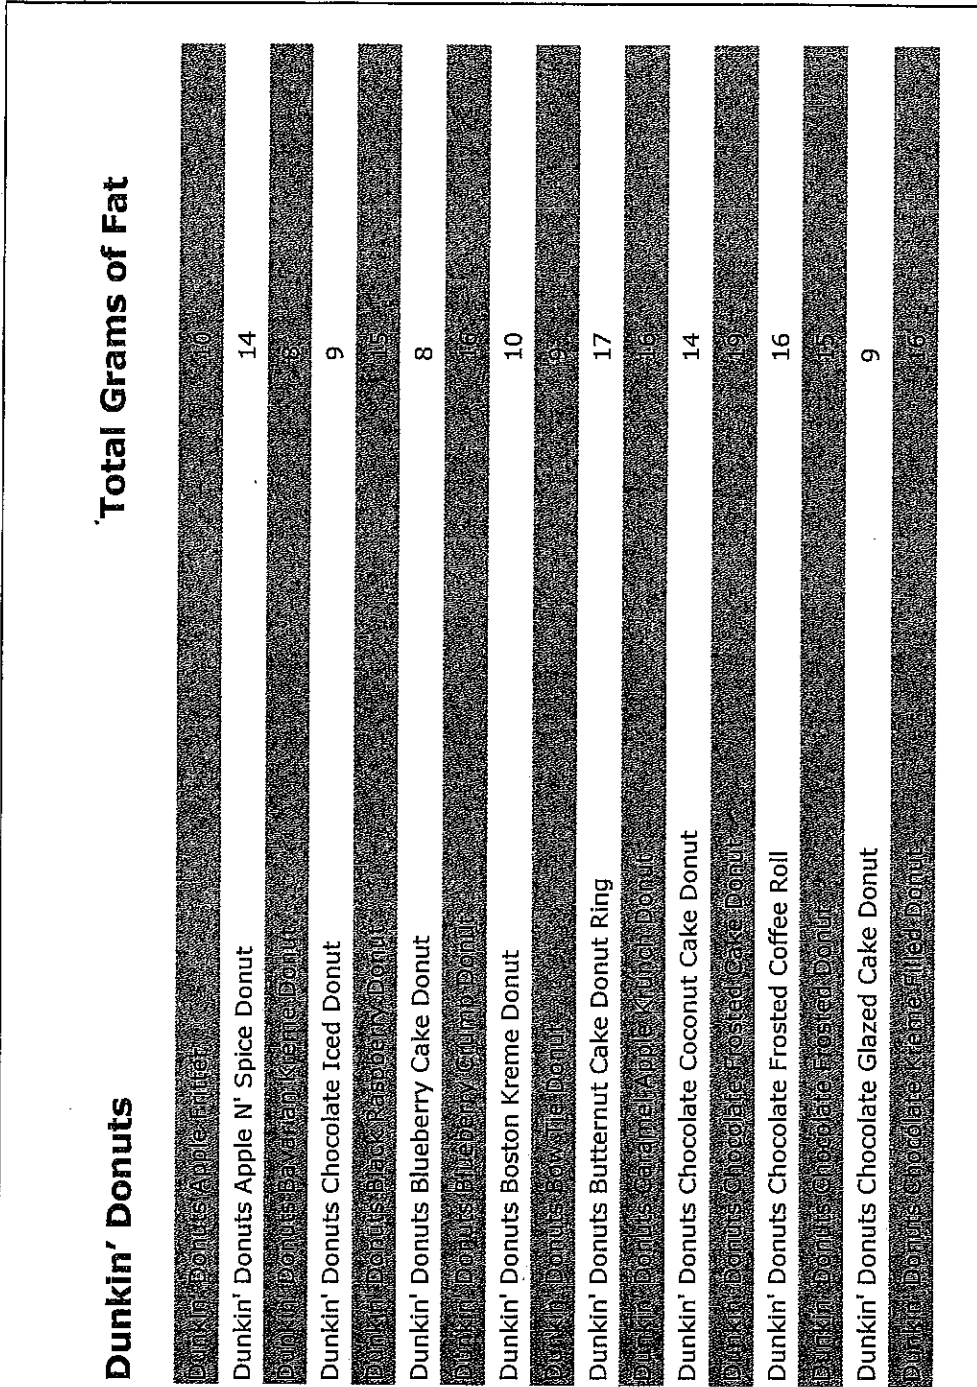 Dunkin' Donuts Total Grams of Fat
Dunkin' Donuts Apple Fritter 10
Dunkin' Donuts Apple N' Spice Donut 14
Dunkin' Donuts Bavarian Kreme Donut 8
Dunkin' Donuts Chocolate Iced Donut 9
Dunkin' Donuts Black Raspberry Donut 15
Dunkin' Donuts Blueberry Cake Donut 8
Dunkin' Donuts Blueberry Crump Donut 16
Dunkin' Donuts Boston Kreme Donut 10
Dunkin' Donuts Bow Tie Donut 9
Dunkin' Donuts Butternut Cake Donut Ring 17
Dunkin' Donuts Caramel Apple Krunch Donut 16
Dunkin' Donuts Chocolate Coconut Cake Donut 14
Dunkin' Donuts Chocolate Frosted Cake Donut 19
Dunkin' Donuts Chocolate Frosted Coffee Roll 16
Dunkin' Donuts Chocolate Frosted Donut 15
Dunkin' Donuts Chocolate Glazed Cake Donut 9
Dunkin' Donuts Chocolate Kreme Filled Donut 16